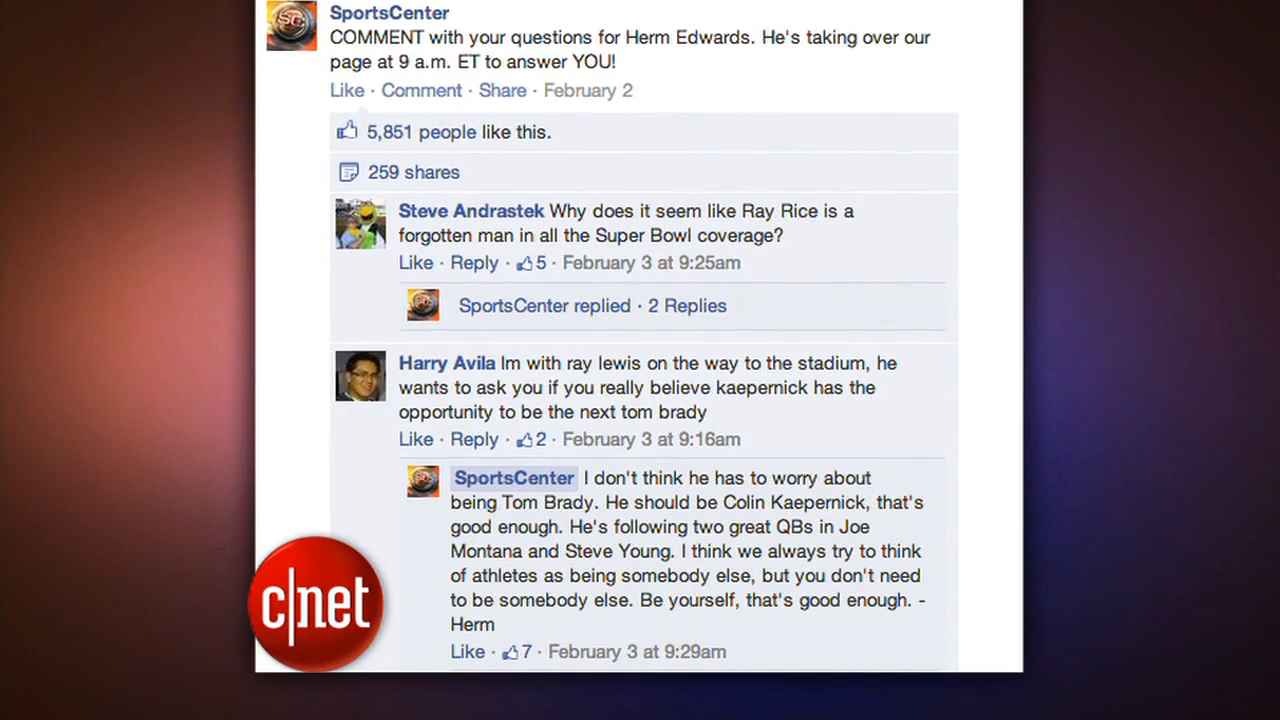 SportsCenter
COMMENT with your questions for Herm Edwards. He's taking over our
page at 9 a.m. ET to answer YOU!
Like · Comment · Share · February 2
5,851 people like this.
259 shares
Steve Andrastek Why does it seem like Ray Rice is a
forgotten man in all the Super Bowl coverage?
Like · Reply · 5 · February 3 at 9:25am
SportsCenter replied · 2 Replies
Harry Avila Im with ray lewis on the way to the stadium, he
wants to ask you if you really believe kaepernick has the
opportunity to be the next tom brady
Like · Reply · 2 · February 3 at 9:16am
SportsCenter I don't think he has to worry about
being Tom Brady. He should be Colin Kaepernick, that's
good enough. He's following two great QBs in Joe
Montana and Steve Young. I think we always try to think
of athletes as being somebody else, but you don't need
to be somebody else. Be yourself, that's good enough. -
Herm
Like · 7 · February 3 at 9:29am
c|net